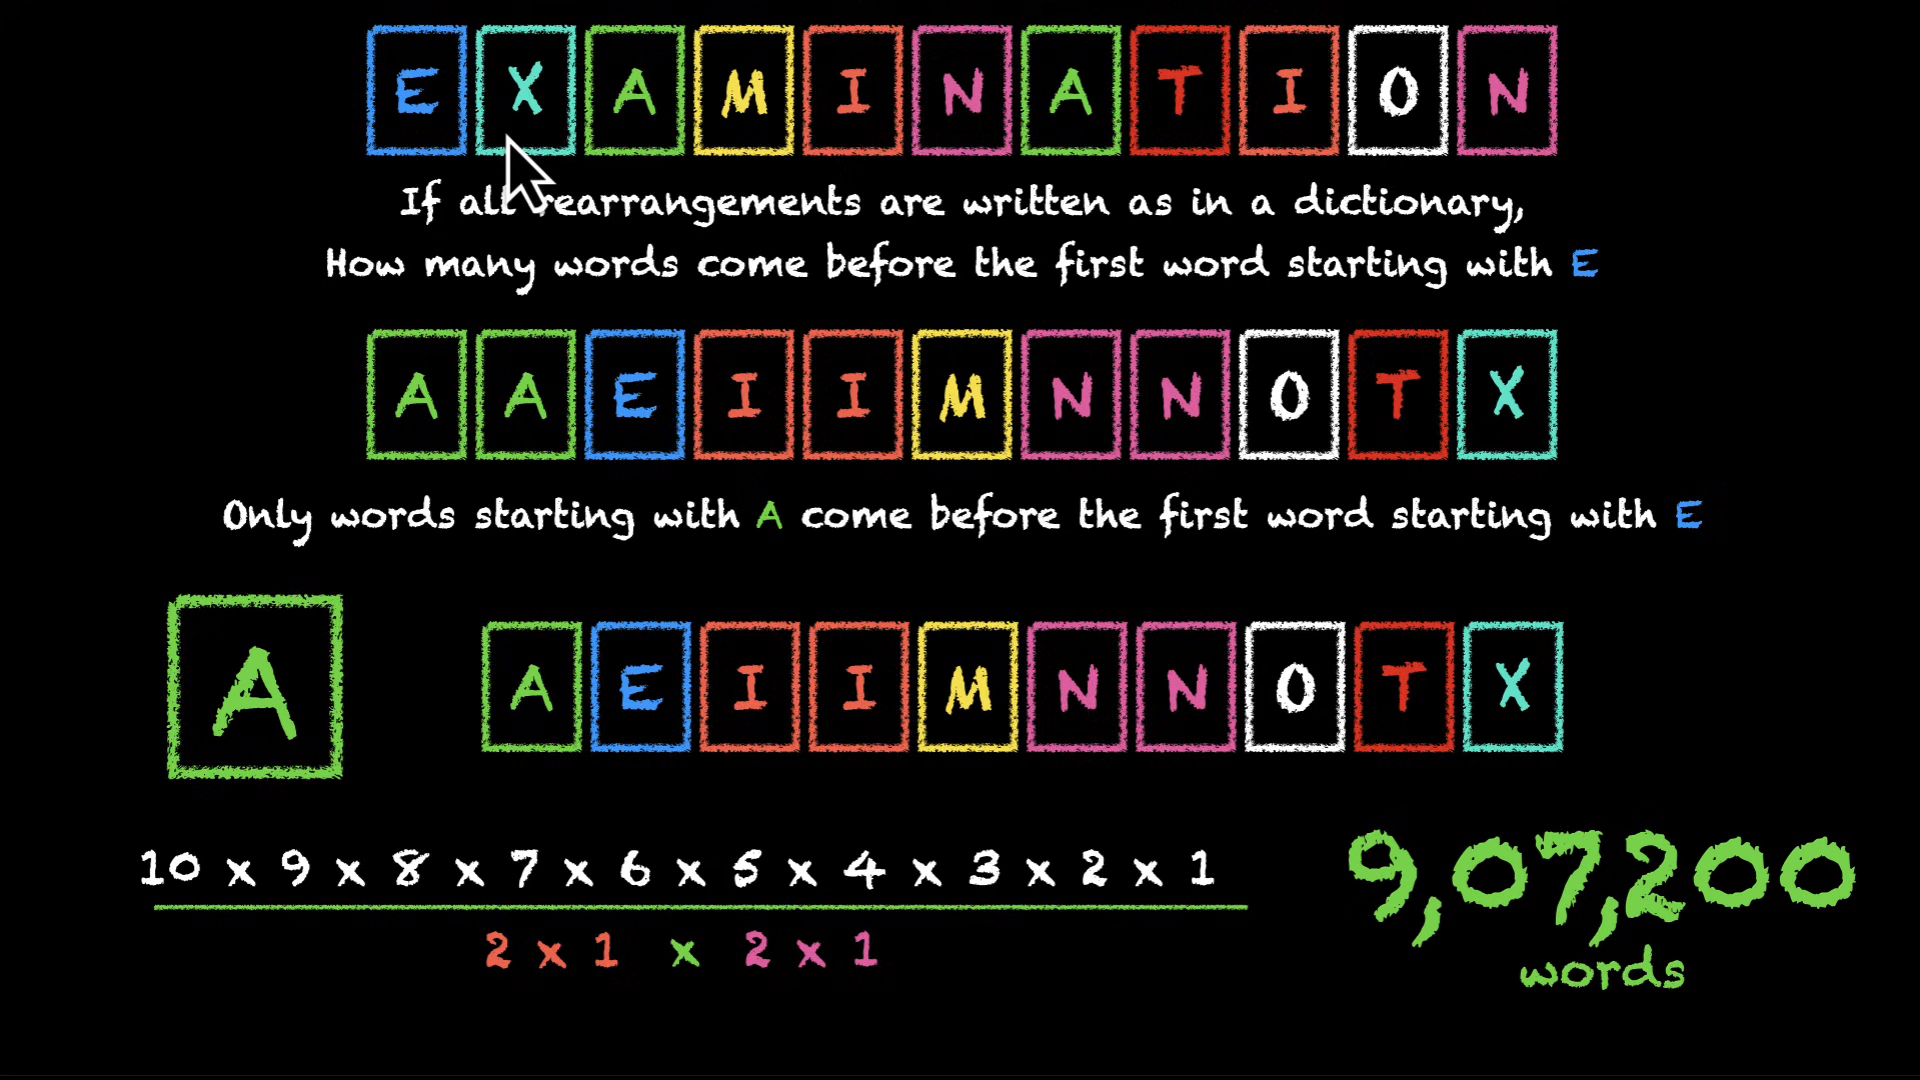 E X A M I N A T I O N
If all rearrangements are written as in a dictionary,
How many words come before the first word starting with E
A A E I I M N N O T X
Only words starting with A come before the first word starting with E
A A E I I M N N O T X
10 x 9 x 8 x 7 x 6 x 5 x 4 x 3 x 2 x 1
2 x 1 x 2 x 1
9,07,200
words